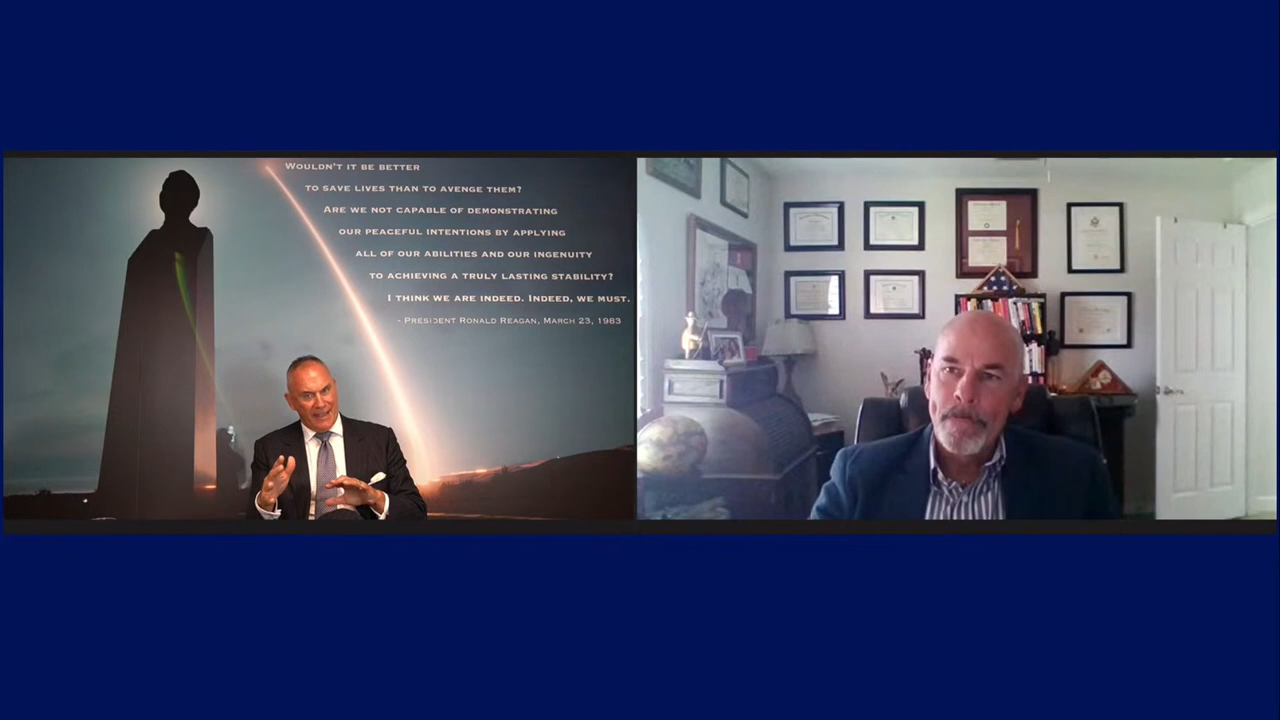 WOULDN'T IT BE BETTER
TO SAVE LIVES THAN TO AVENGE THEM?
ARE WE NOT CAPABLE OF DEMONSTRATING
OUR PEACEFUL INTENTIONS BY APPLYING
ALL OF OUR ABILITIES AND OUR INGENUITY
TO ACHIEVING A TRULY LASTING STABILITY?
I THINK WE ARE INDEED. INDEED, WE MUST.
- PRESIDENT RONALD REAGAN, MARCH 23, 1983